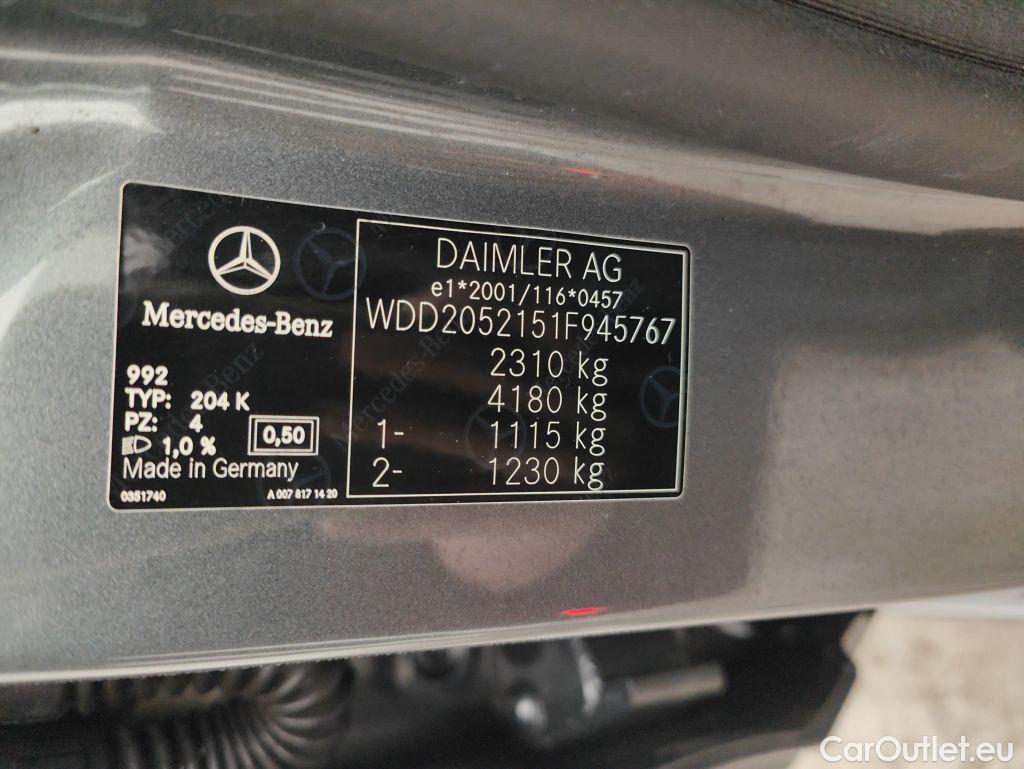 Mercedes-Benz
992
TYP: 204 K
PZ: 4
1,0 %
0,50
Made in Germany
0351740 A 007 817 14 20
DAIMLER AG
e1*2001/116*0457
WDD2052151F945767
2310 kg
4180 kg
1- 1115 kg
2- 1230 kg
CarOutlet.eu